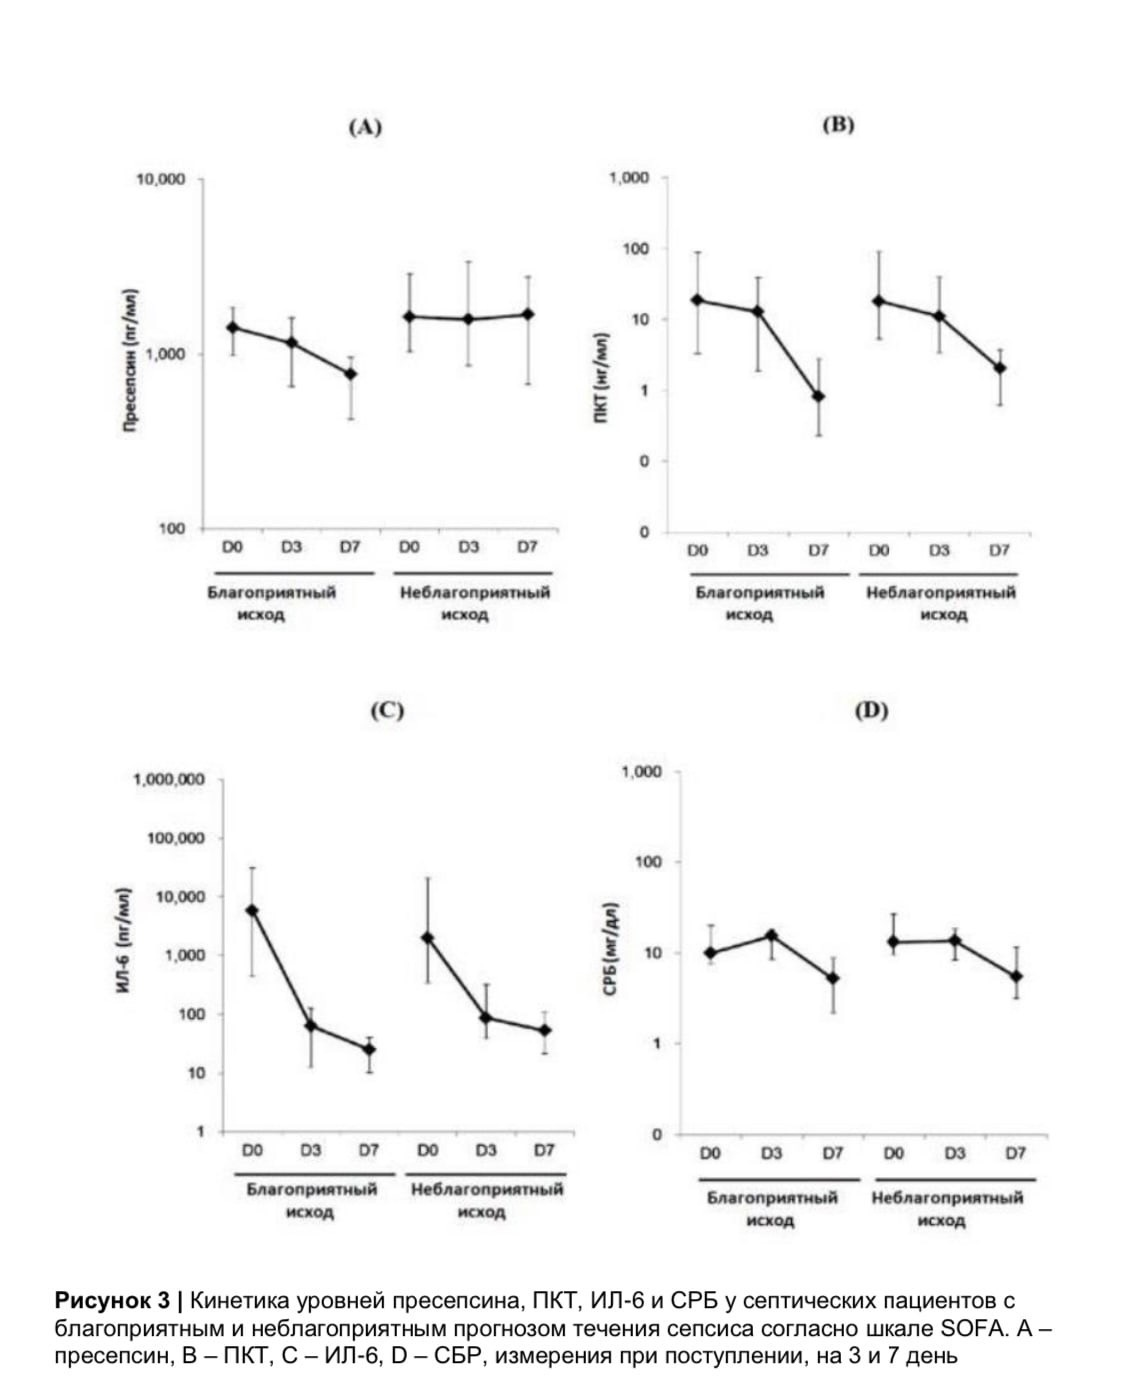 (A)
10,000
1,000
100
Пресепсин (пг/мл)
D0 D3 D7 D0 D3 D7
Благоприятный исход
Неблагоприятный исход
(B)
1,000
100
10
1
0
0
ПКТ (нг/мл)
D0 D3 D7 D0 D3 D7
Благоприятный исход
Неблагоприятный исход
(C)
1,000,000
100,000
10,000
1,000
100
10
1
ИЛ-6 (пг/мл)
D0 D3 D7 D0 D3 D7
Благоприятный исход
Неблагоприятный исход
(D)
1,000
100
10
1
0
СРБ(мг/дл)
D0 D3 D7 D0 D3 D7
Благоприятный исход
Неблагоприятный исход
Рисунок 3 | Кинетика уровней пресепсина, ПКТ, ИЛ-6 и СРБ у септических пациентов с
благоприятным и неблагоприятным прогнозом течения сепсиса согласно шкале SOFA. А –
пресепсин, В – ПКТ, С – ИЛ-6, D – СБР, измерения при поступлении, на 3 и 7 день